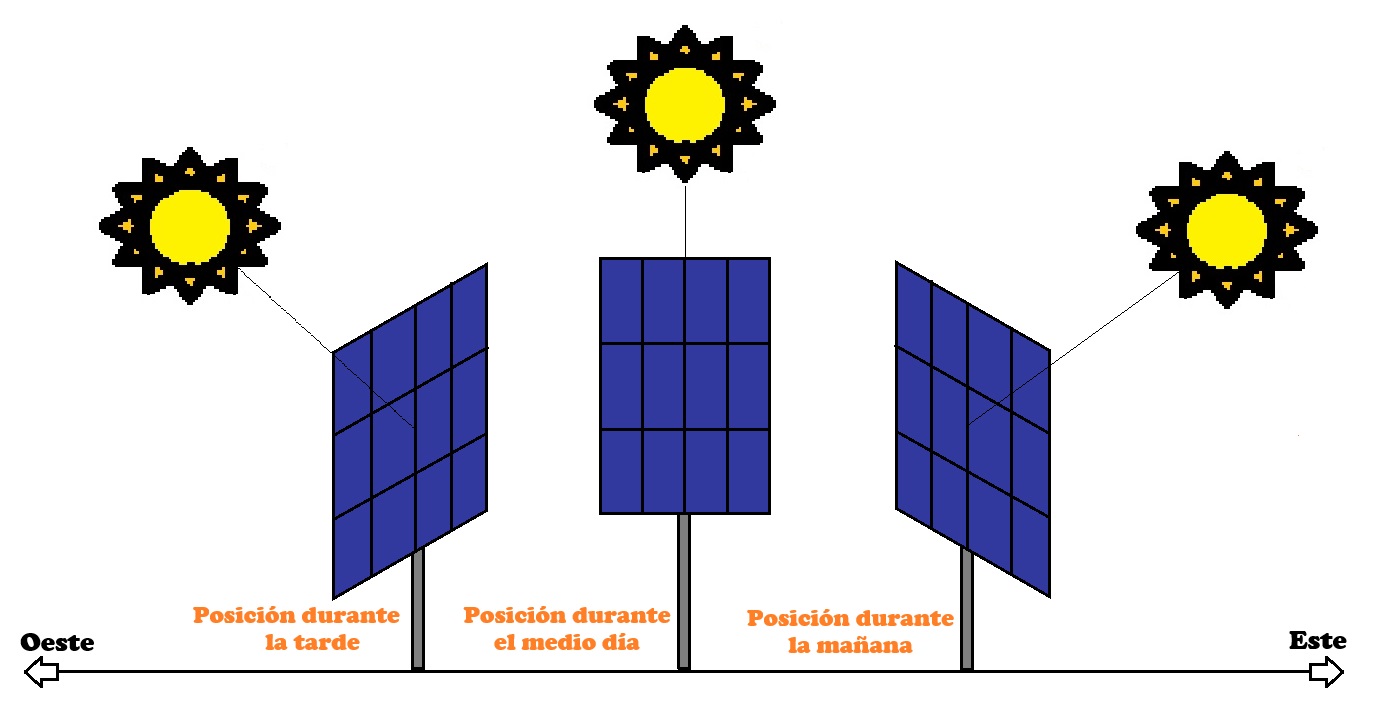 Posición durante
la tarde
Posición durante
el medio día
Posición durante
la mañana
Oeste
Este